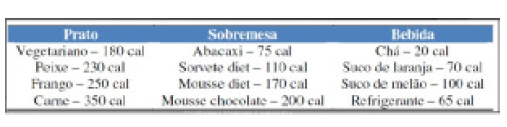 Prato Sobremesa Bebida
Vegetariano – 180 cal Abacaxi – 75 cal Chá – 20 cal
Peixe – 230 cal Sorvete diet – 110 cal Suco de laranja – 70 cal
Frango – 250 cal Mousse diet – 170 cal Suco de melão – 100 cal
Carne – 350 cal Mousse chocolate – 200 cal Refrigerante – 65 cal